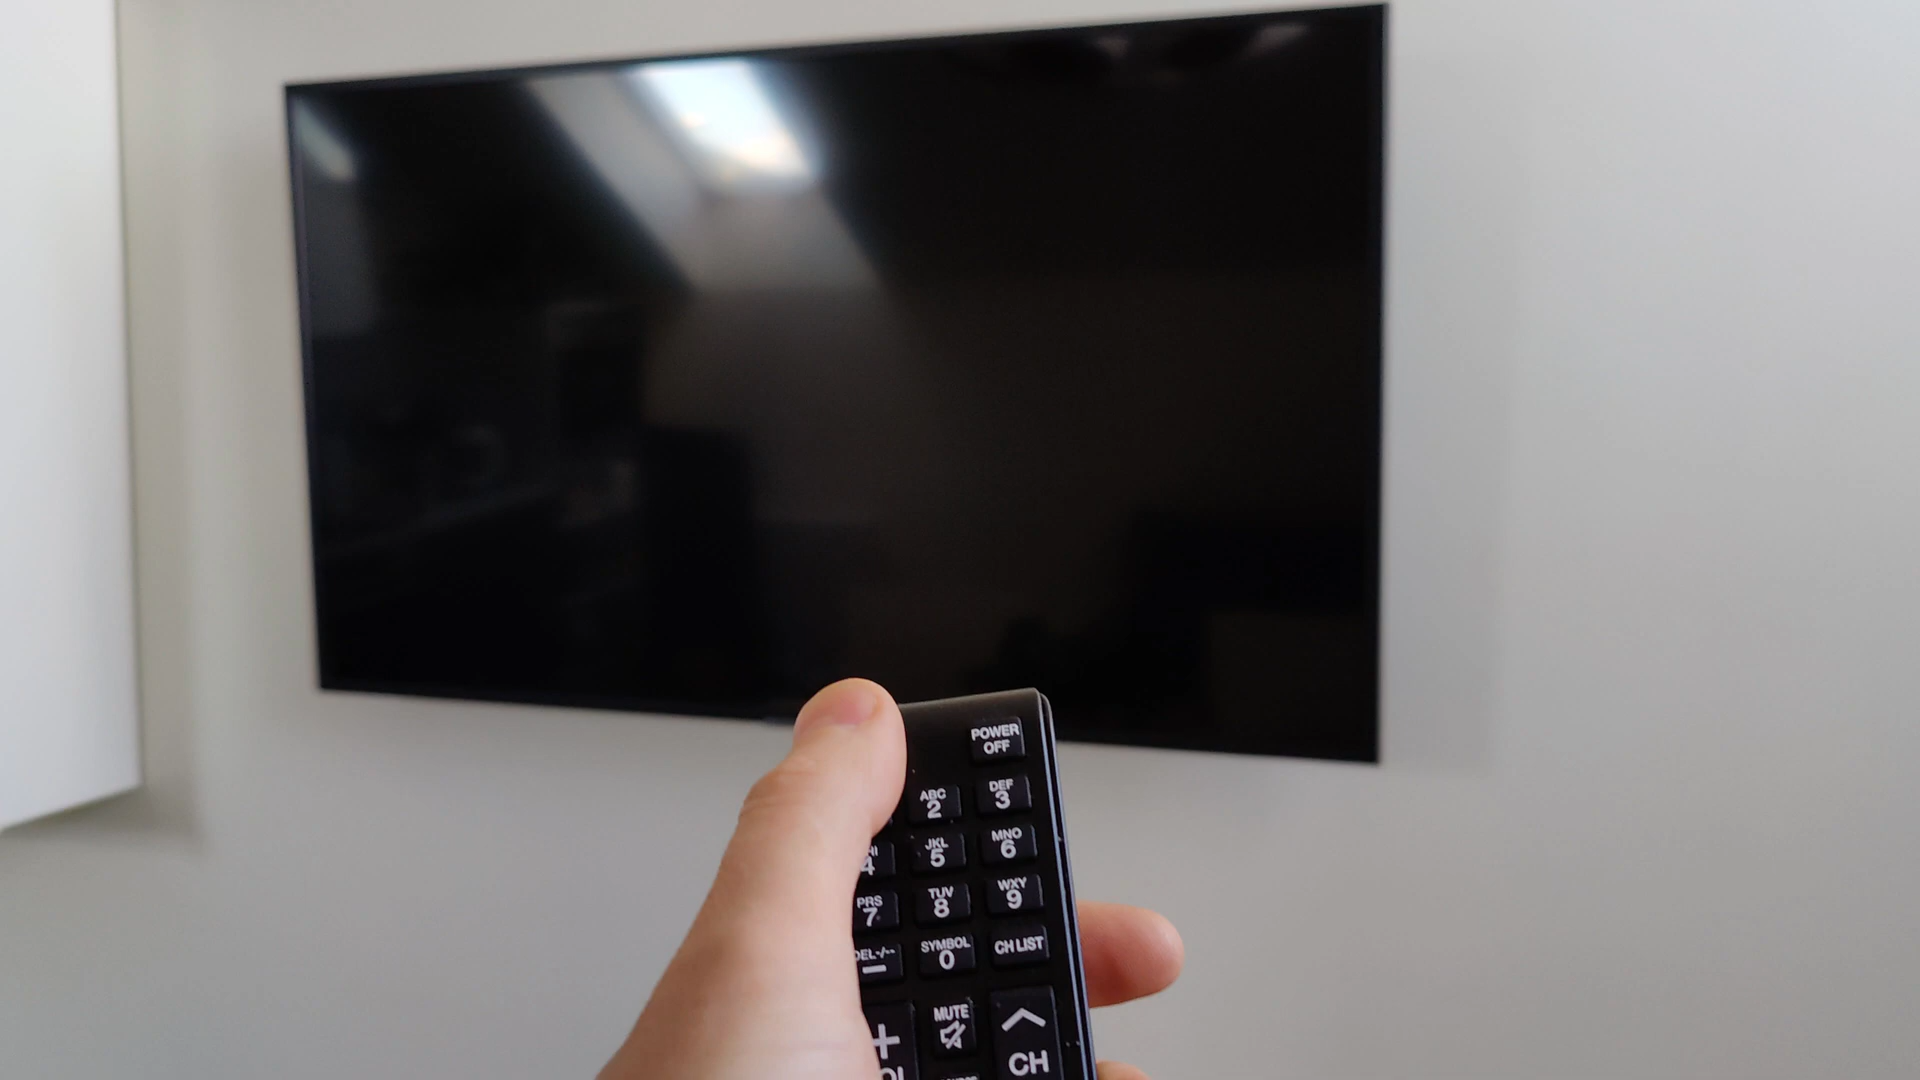 POWER
OFF
ABC
2
DEF
3
4
JKL
5
MNO
6
PRS
7
TUV
8
WXY
9
DEL-/--
SYMBOL
0
CH LIST
MUTE
+
CH